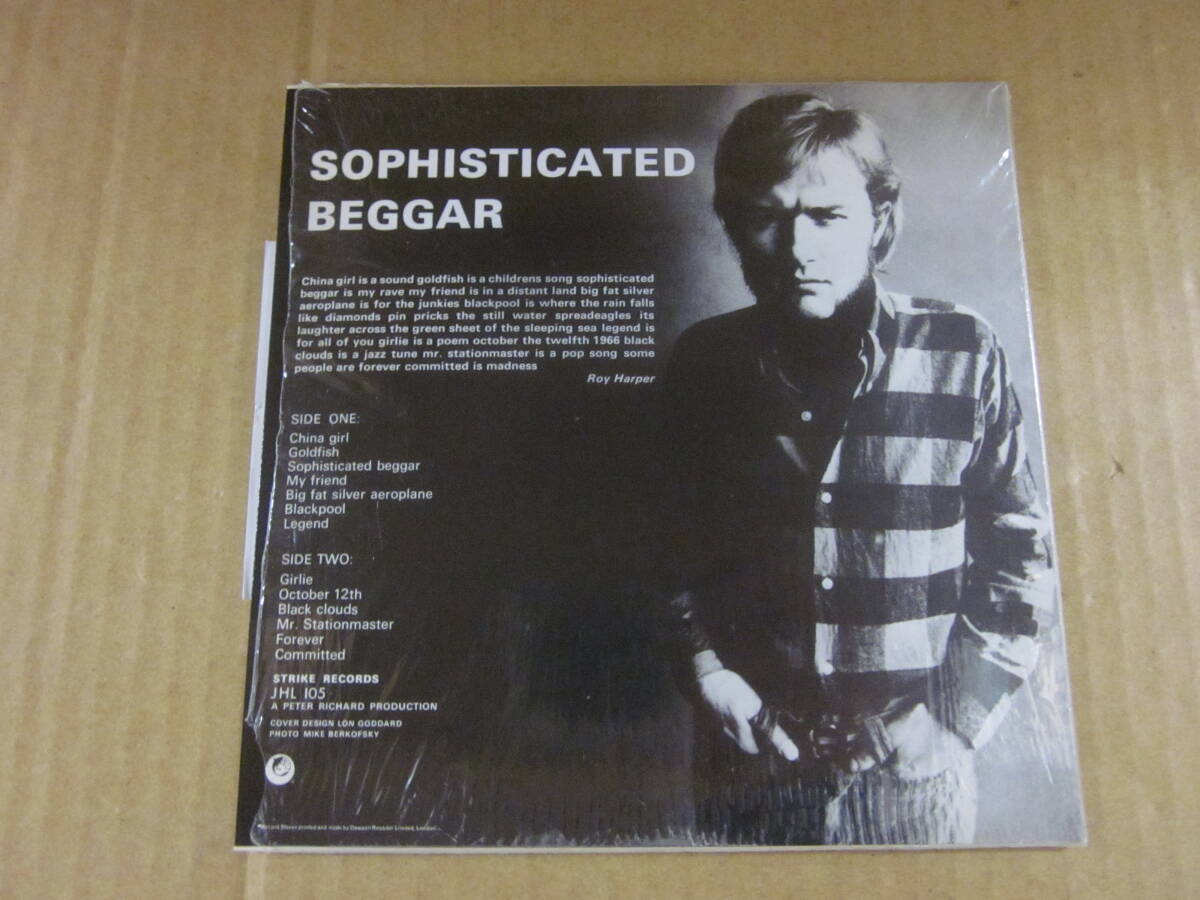 SOPHISTICATED
BEGGAR
China girl is a sound goldfish is a childrens song sophisticated
beggar is my rave my friend is in a distant land big fat silver
aeroplane is for the junkies blackpool is where the rain falls
like diamonds pin pricks the still water spreadeagles its
laughter across the green sheet of the sleeping sea legend is
for all of you girlie is a poem october the twelfth 1966 black
clouds is a jazz tune mr. stationmaster is a pop song some
people are forever committed is madness
Roy Harper
SIDE ONE:
China girl
Goldfish
Sophisticated beggar
My friend
Big fat silver aeroplane
Blackpool
Legend
SIDE TWO:
Girlie
October 12th
Black clouds
Mr. Stationmaster
Forever
Committed
STRIKE RECORDS
JHL 105
A PETER RICHARD PRODUCTION
COVER DESIGN LON GODDARD
PHOTO MIKE BERKOFSKY
printed and made by Limited, London